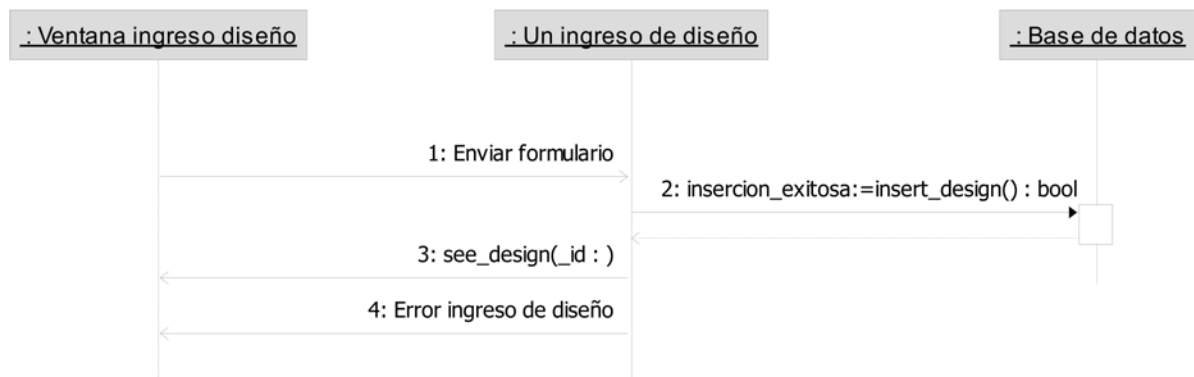 : Ventana ingreso diseño
: Un ingreso de diseño
: Base de datos
1: Enviar formulario
2: insercion_exitosa:=insert_design() : bool
3: see_design(_id : )
4: Error ingreso de diseño